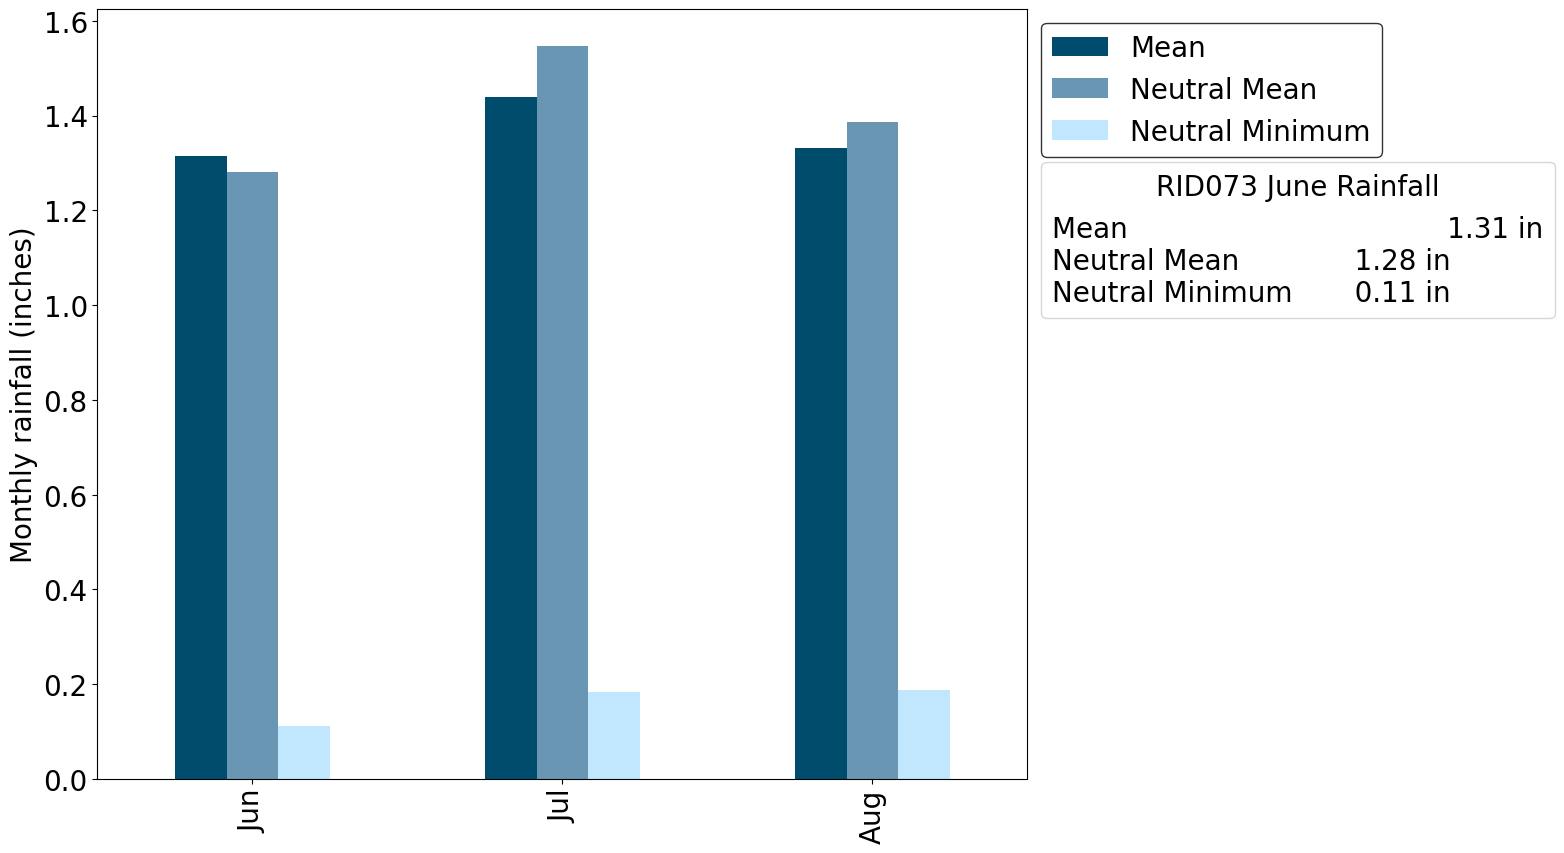 Monthly rainfall (inches)
1.6
1.4
1.2
1.0
0.8
0.6
0.4
0.2
0.0
Jun
Jul
Aug
Mean
Neutral Mean
Neutral Minimum
RID073 June Rainfall
Mean 1.31 in
Neutral Mean 1.28 in
Neutral Minimum 0.11 in